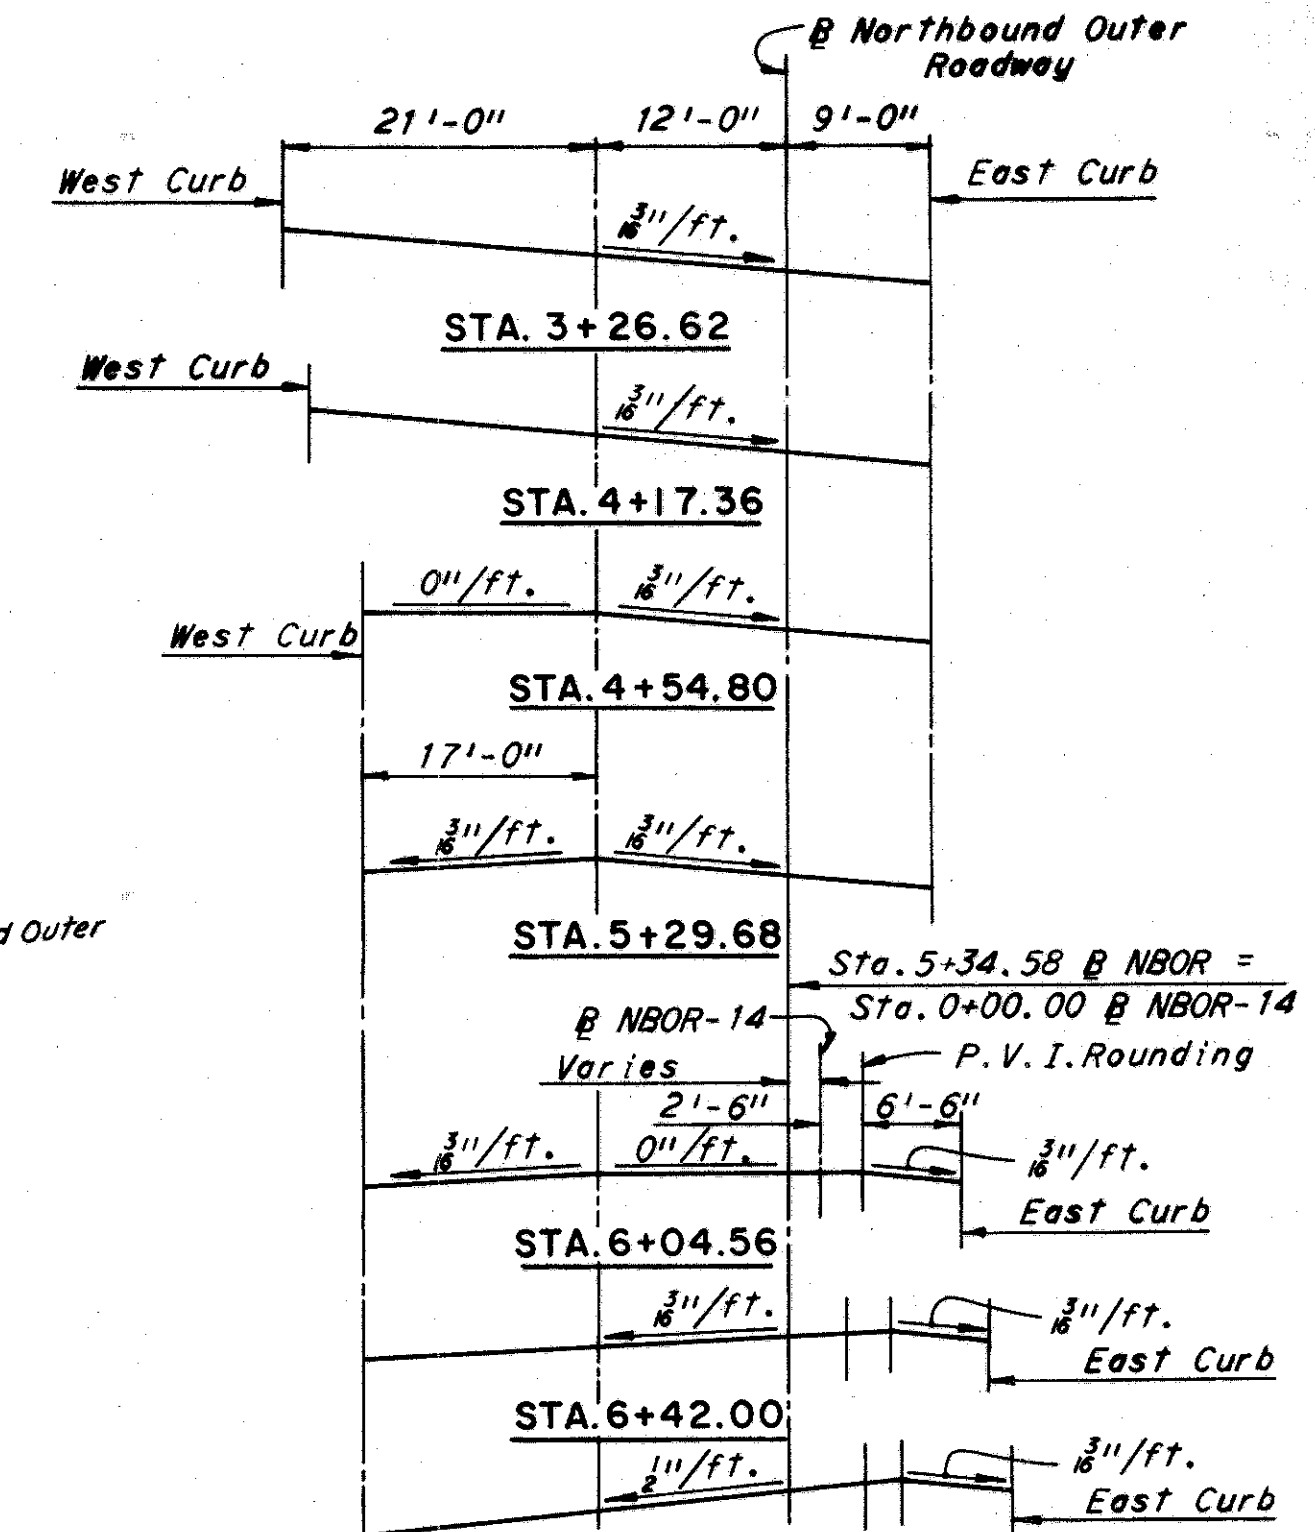 ℄ Northbound Outer
Roadway
21'-0" 12'-0" 9'-0"
West Curb East Curb
3/16"/ft.
STA. 3+26.62
West Curb
3/16"/ft.
STA. 4+17.36
0"/ft. 3/16"/ft.
West Curb
STA. 4+54.80
17'-0"
3/16"/ft. 3/16"/ft.
d Outer
STA. 5+29.68
Sta. 5+34.58 ℄ NBOR =
Sta. 0+00.00 ℄ NBOR-14
℄ NBOR-14
P.V.I. Rounding
Varies
2'-6" 6'-6"
3/16"/ft. 0"/ft. 3/16"/ft.
East Curb
STA. 6+04.56
3/16"/ft. 3/16"/ft.
East Curb
STA. 6+42.00
1/2"/ft. 3/16"/ft.
East Curb